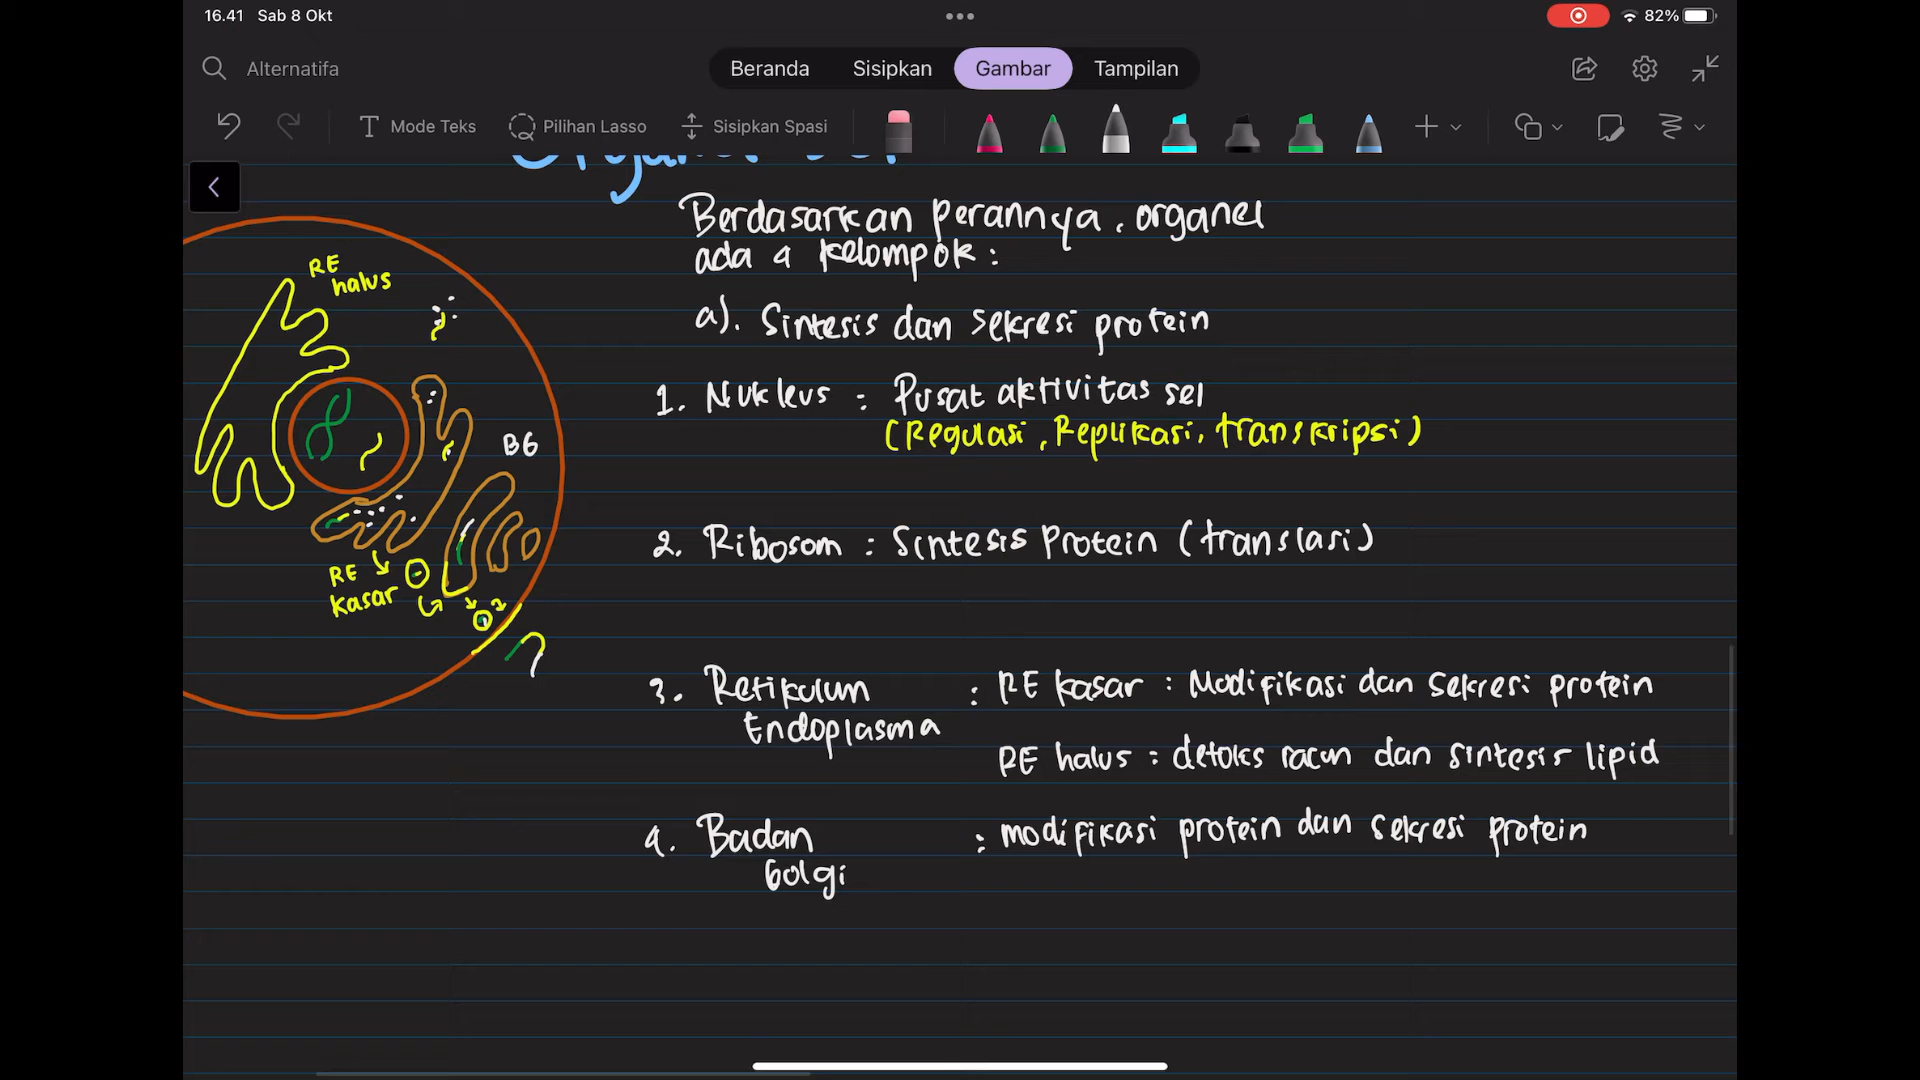 16.41 Sab 8 Okt
82%
Alternatifa
Beranda Sisipkan Gambar Tampilan
Mode Teks Pilihan Lasso Sisipkan Spasi
Berdasarkan perannya, organel
ada 4 kelompok :
a). Sintesis dan sekresi protein
1. Nukleus : Pusat aktivitas sel
(Regulasi, Replikasi, transkripsi)
2. Ribosom : Sintesis Protein (translasi)
3. Retikulum Endoplasma : RE kasar : Modifikasi dan sekresi protein
RE halus : detoks racun dan sintesis lipid
4. Badan Golgi : modifikasi protein dan sekresi protein
RE halus
BG
RE kasar